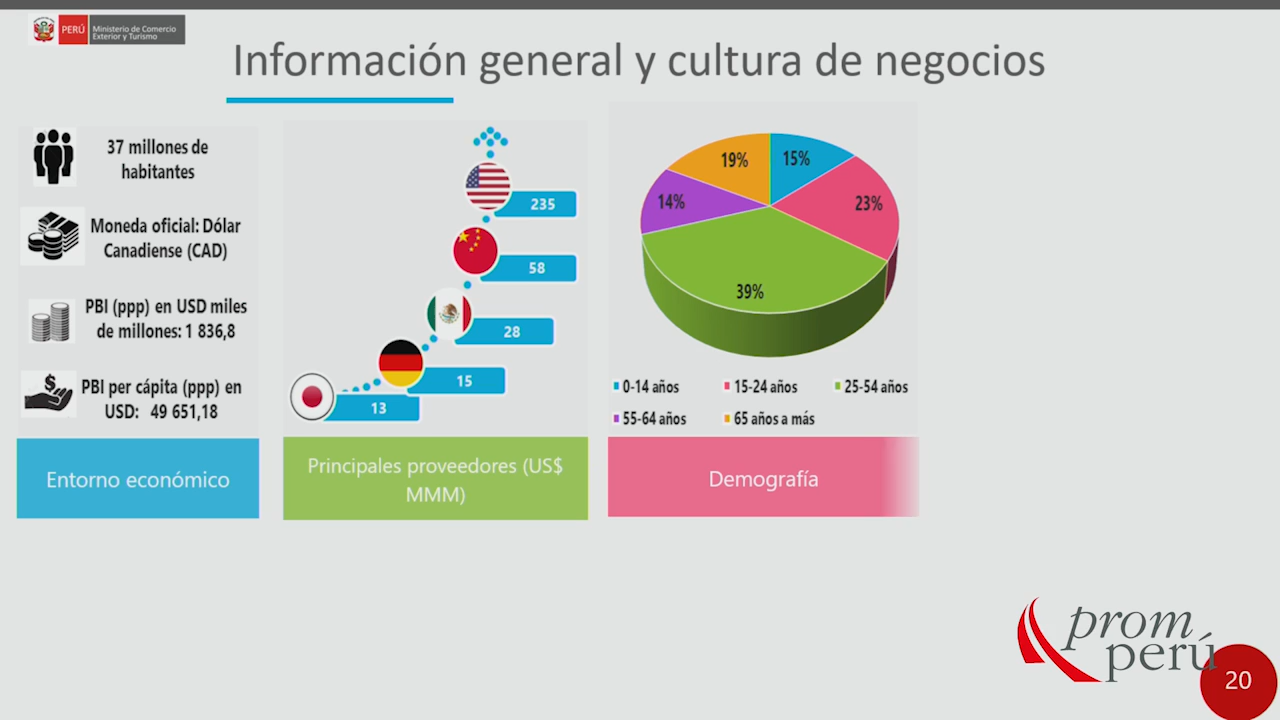 PERÚ
Ministerio de Comercio
Exterior y Turismo
Información general y cultura de negocios
37 millones de
habitantes
Moneda oficial: Dólar
Canadiense (CAD)
PBI (ppp) en USD miles
de millones: 1 836,8
PBI per cápita (ppp) en
USD: 49 651,18
Entorno económico
235
58
28
15
13
Principales proveedores (US$
MMM)
19%
15%
14%
23%
39%
0-14 años
15-24 años
25-54 años
55-64 años
65 años a más
Demografía
prom
perú
20